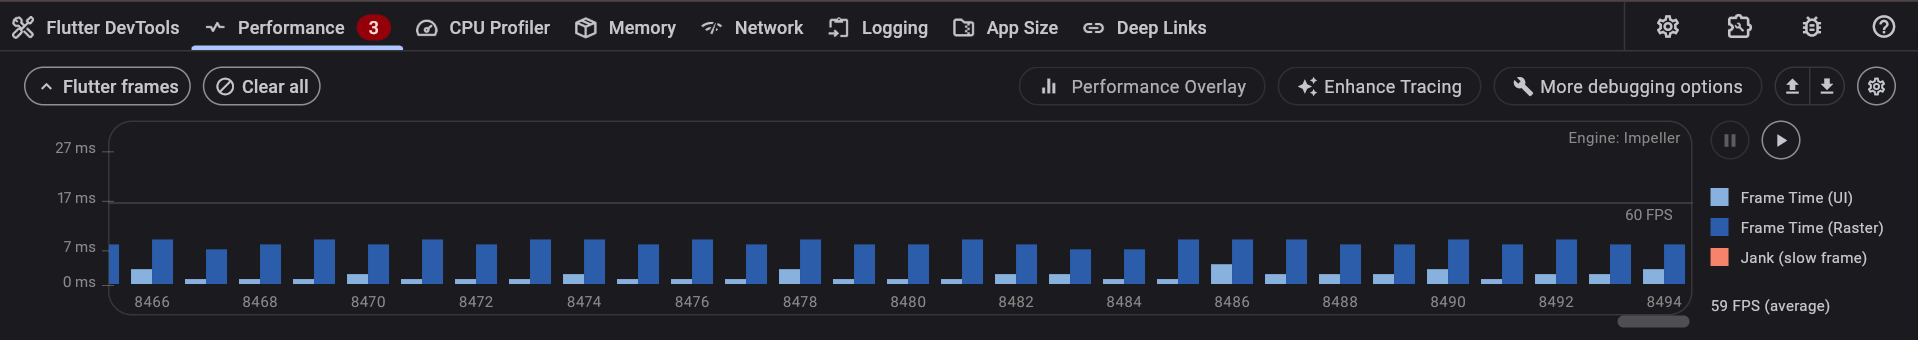 Flutter DevTools Performance 3 CPU Profiler Memory Network Logging App Size Deep Links
Flutter frames Clear all Performance Overlay Enhance Tracing More debugging options
Engine: Impeller
27 ms
17 ms
60 FPS
7 ms
0 ms
8466 8468 8470 8472 8474 8476 8478 8480 8482 8484 8486 8488 8490 8492 8494
Frame Time (UI)
Frame Time (Raster)
Jank (slow frame)
59 FPS (average)